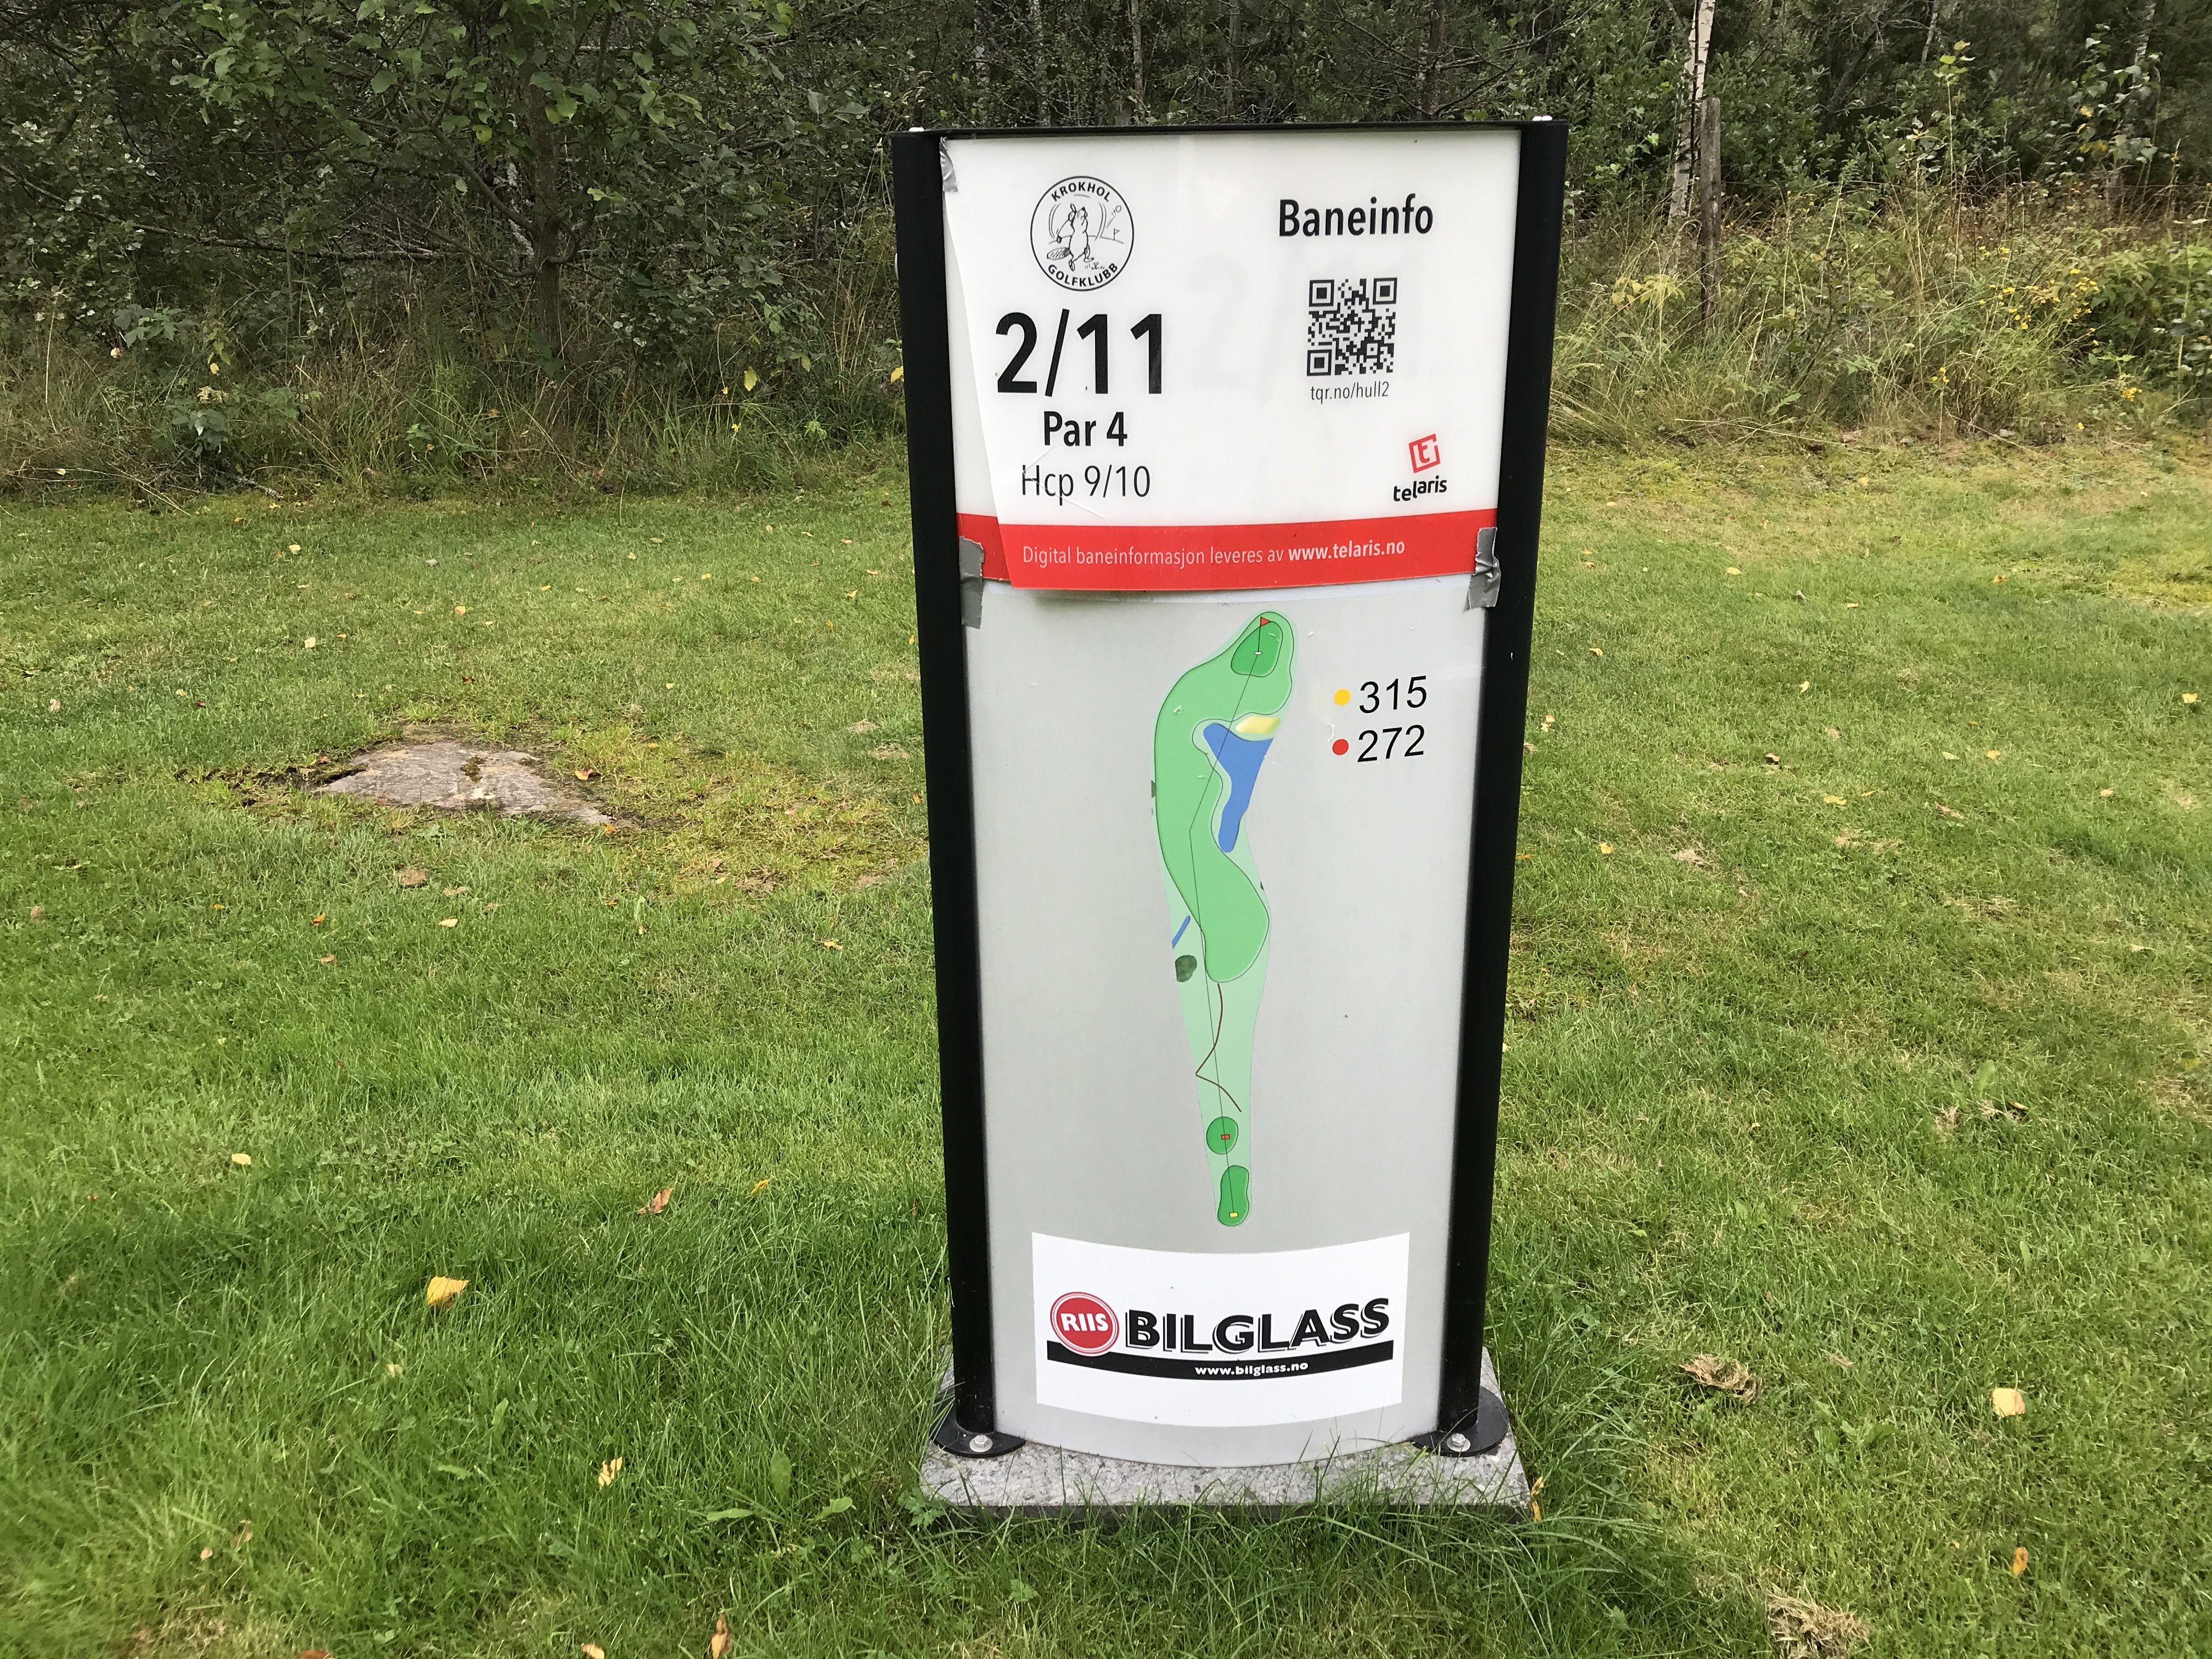 KROKHOL
GOLFKLUBB
2/11
Par 4
Hcp 9/10
Baneinfo
tqr.no/hull2
telaris
Digital baneinformasjon leveres av www.telaris.no
315
272
RIIS BILGLASS
www.bilglass.no